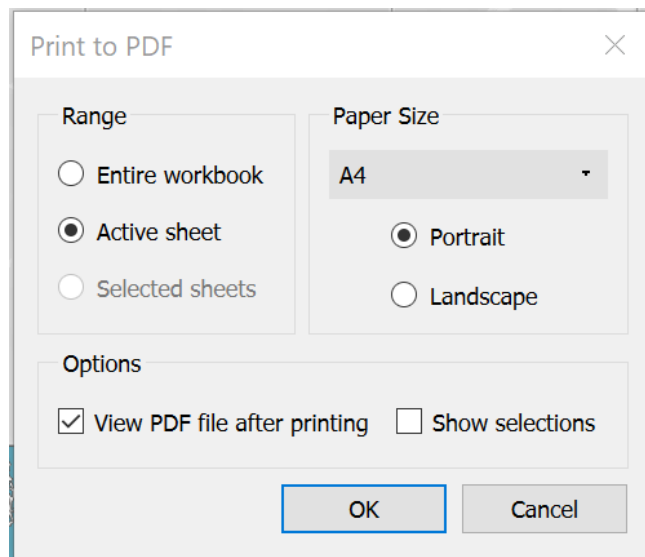 Print to PDF
Range
Entire workbook
Active sheet
Selected sheets
Paper Size
A4
Portrait
Landscape
Options
View PDF file after printing
Show selections
OK
Cancel